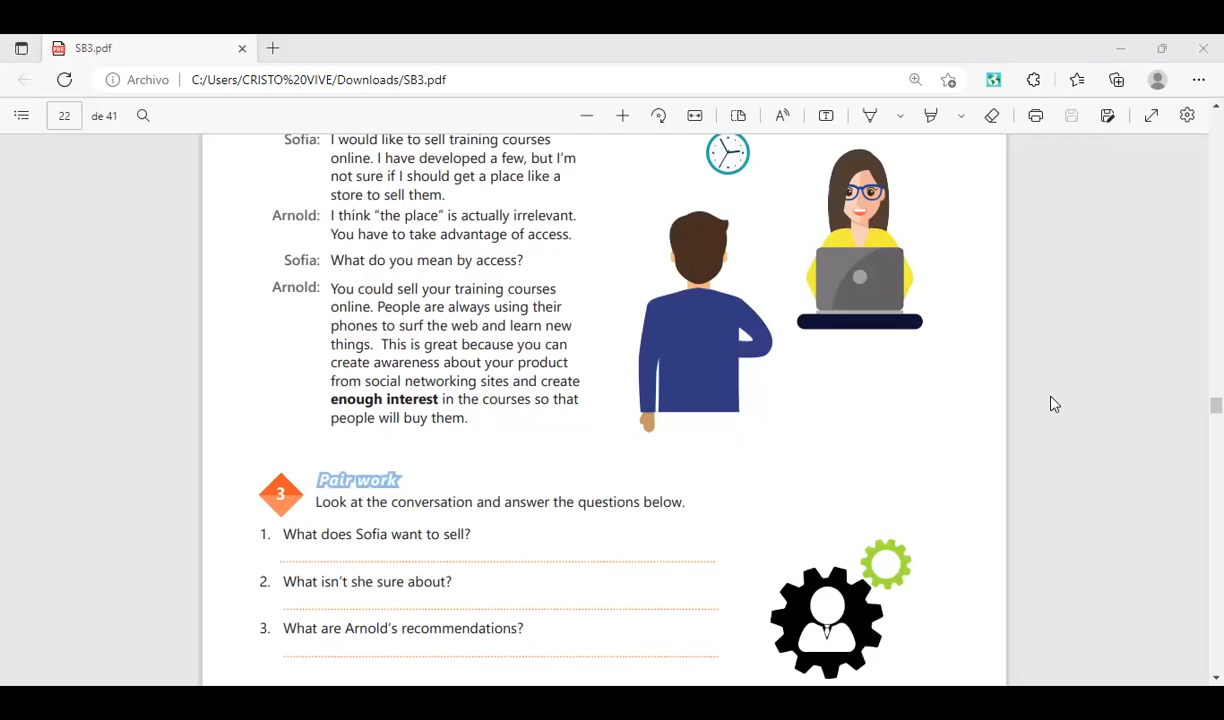 SB3.pdf
Archivo
C:/Users/CRISTO%20VIVE/Downloads/SB3.pdf
22
de 41
Sofia: I would like to sell training courses
online. I have developed a few, but I'm
not sure if I should get a place like a
store to sell them.
Arnold: I think “the place” is actually irrelevant.
You have to take advantage of access.
Sofia: What do you mean by access?
Arnold: You could sell your training courses
online. People are always using their
phones to surf the web and learn new
things. This is great because you can
create awareness about your product
from social networking sites and create
enough interest in the courses so that
people will buy them.
3
Pair work
Look at the conversation and answer the questions below.
1. What does Sofia want to sell?
2. What isn't she sure about?
3. What are Arnold's recommendations?